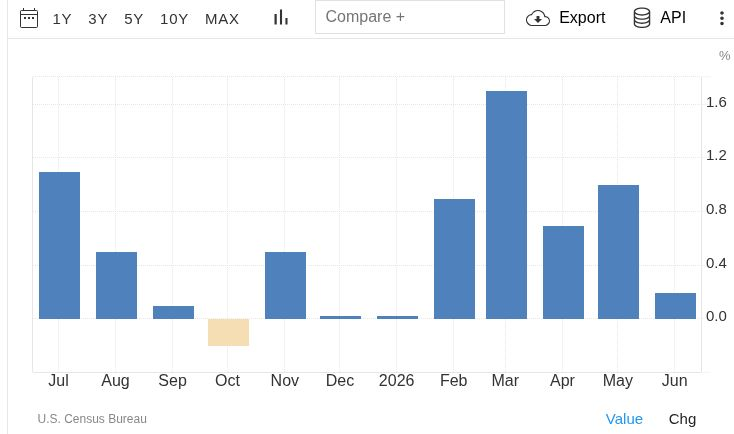 1Y 3Y 5Y 10Y MAX Compare + Export API
%
1.6
1.2
0.8
0.4
0.0
Jul Aug Sep Oct Nov Dec 2026 Feb Mar Apr May Jun
U.S. Census Bureau Value Chg